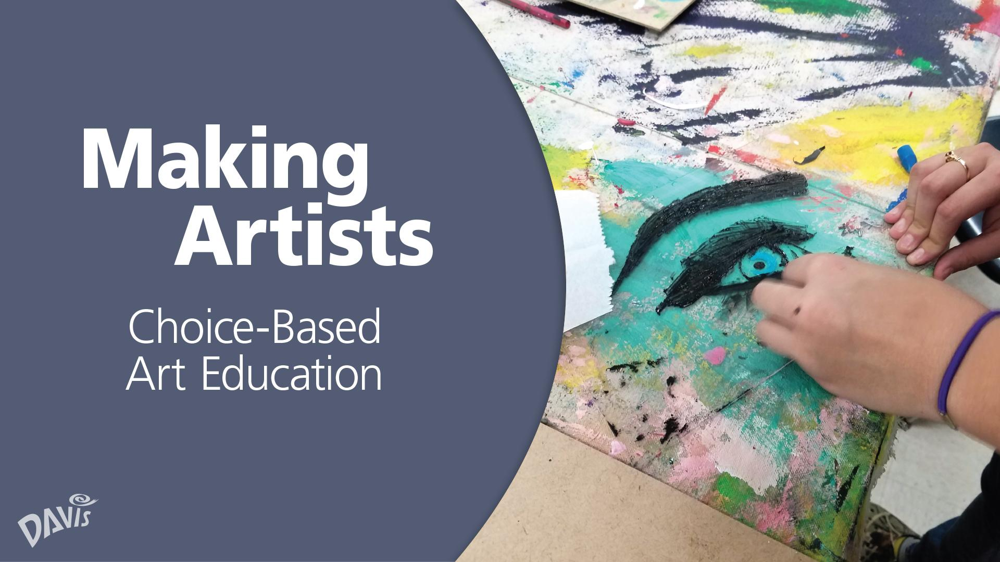 Making
Artists
Choice-Based
Art Education
DAVIS